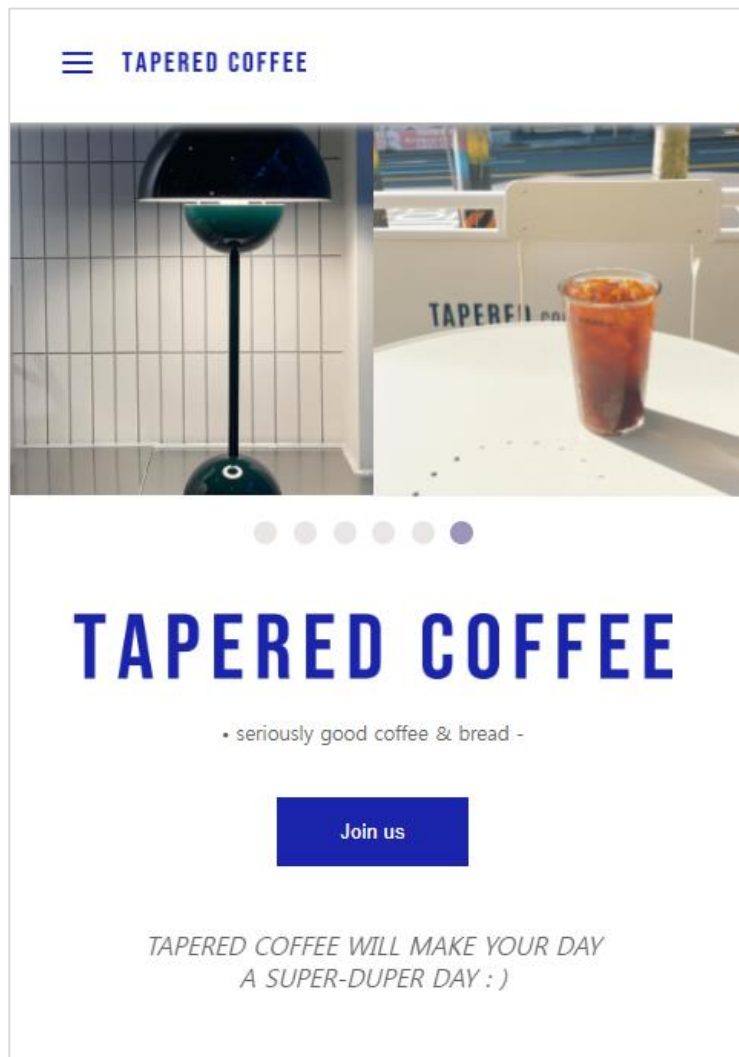 TAPERED COFFEE
TAPERED
TAPERED COFFEE
• seriously good coffee & bread -
Join us
TAPERED COFFEE WILL MAKE YOUR DAY
A SUPER-DUPER DAY : )